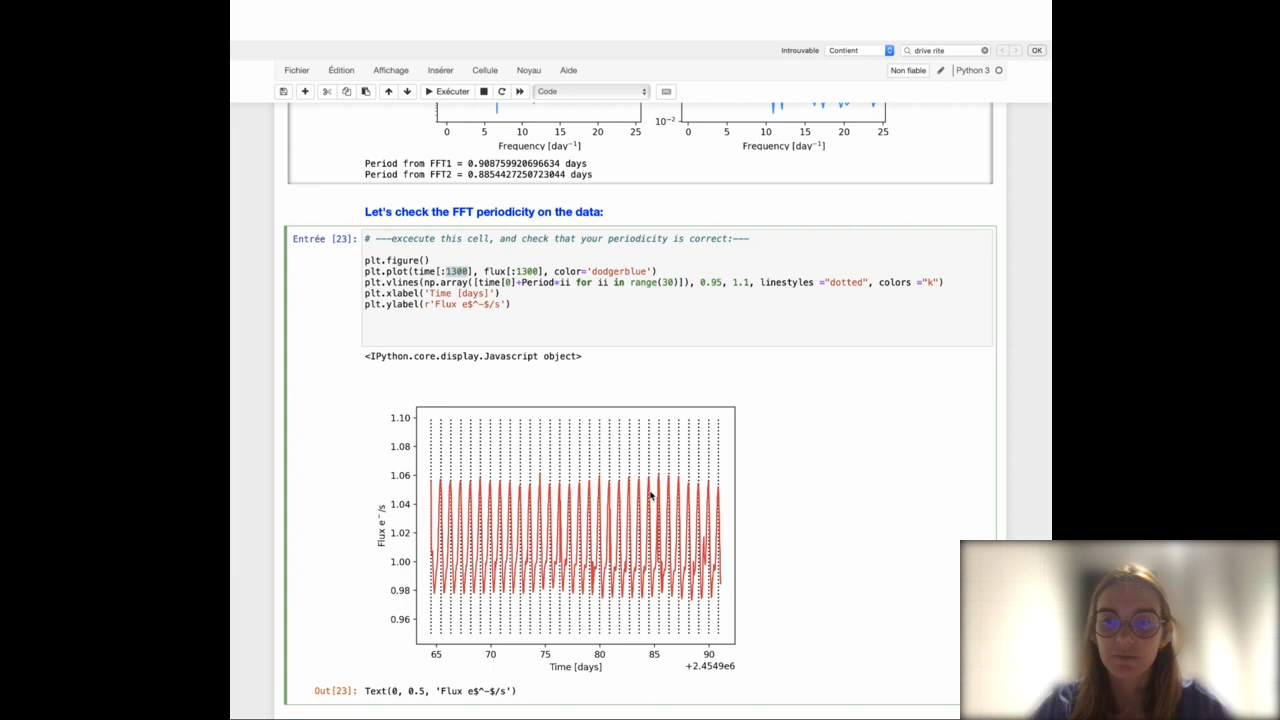 Introuvable Contient drive rite OK
Fichier Édition Affichage Insérer Cellule Noyau Aide Non fiable Python 3
Exécuter Code
10⁻²
0 5 10 15 20 25 0 5 10 15 20 25
Frequency [day⁻¹] Frequency [day⁻¹]
Period from FFT1 = 0.908759920696634 days
Period from FFT2 = 0.8854427250723044 days
Let's check the FFT periodicity on the data:
Entrée [23]: # ---excecute this cell, and check that your periodicity is correct:---
plt.figure()
plt.plot(time[:1300], flux[:1300], color='dodgerblue')
plt.vlines(np.array([time[0]+Period*ii for ii in range(30)]), 0.95, 1.1, linestyles ="dotted", colors ="k")
plt.xlabel('Time [days]')
plt.ylabel(r'Flux e$^-$/s')
<IPython.core.display.Javascript object>
1.10
1.08
1.06
1.04
1.02
1.00
0.98
0.96
Flux e⁻/s
65 70 75 80 85 90
Time [days] +2.4549e6
Out[23]: Text(0, 0.5, 'Flux e$^-$/s')